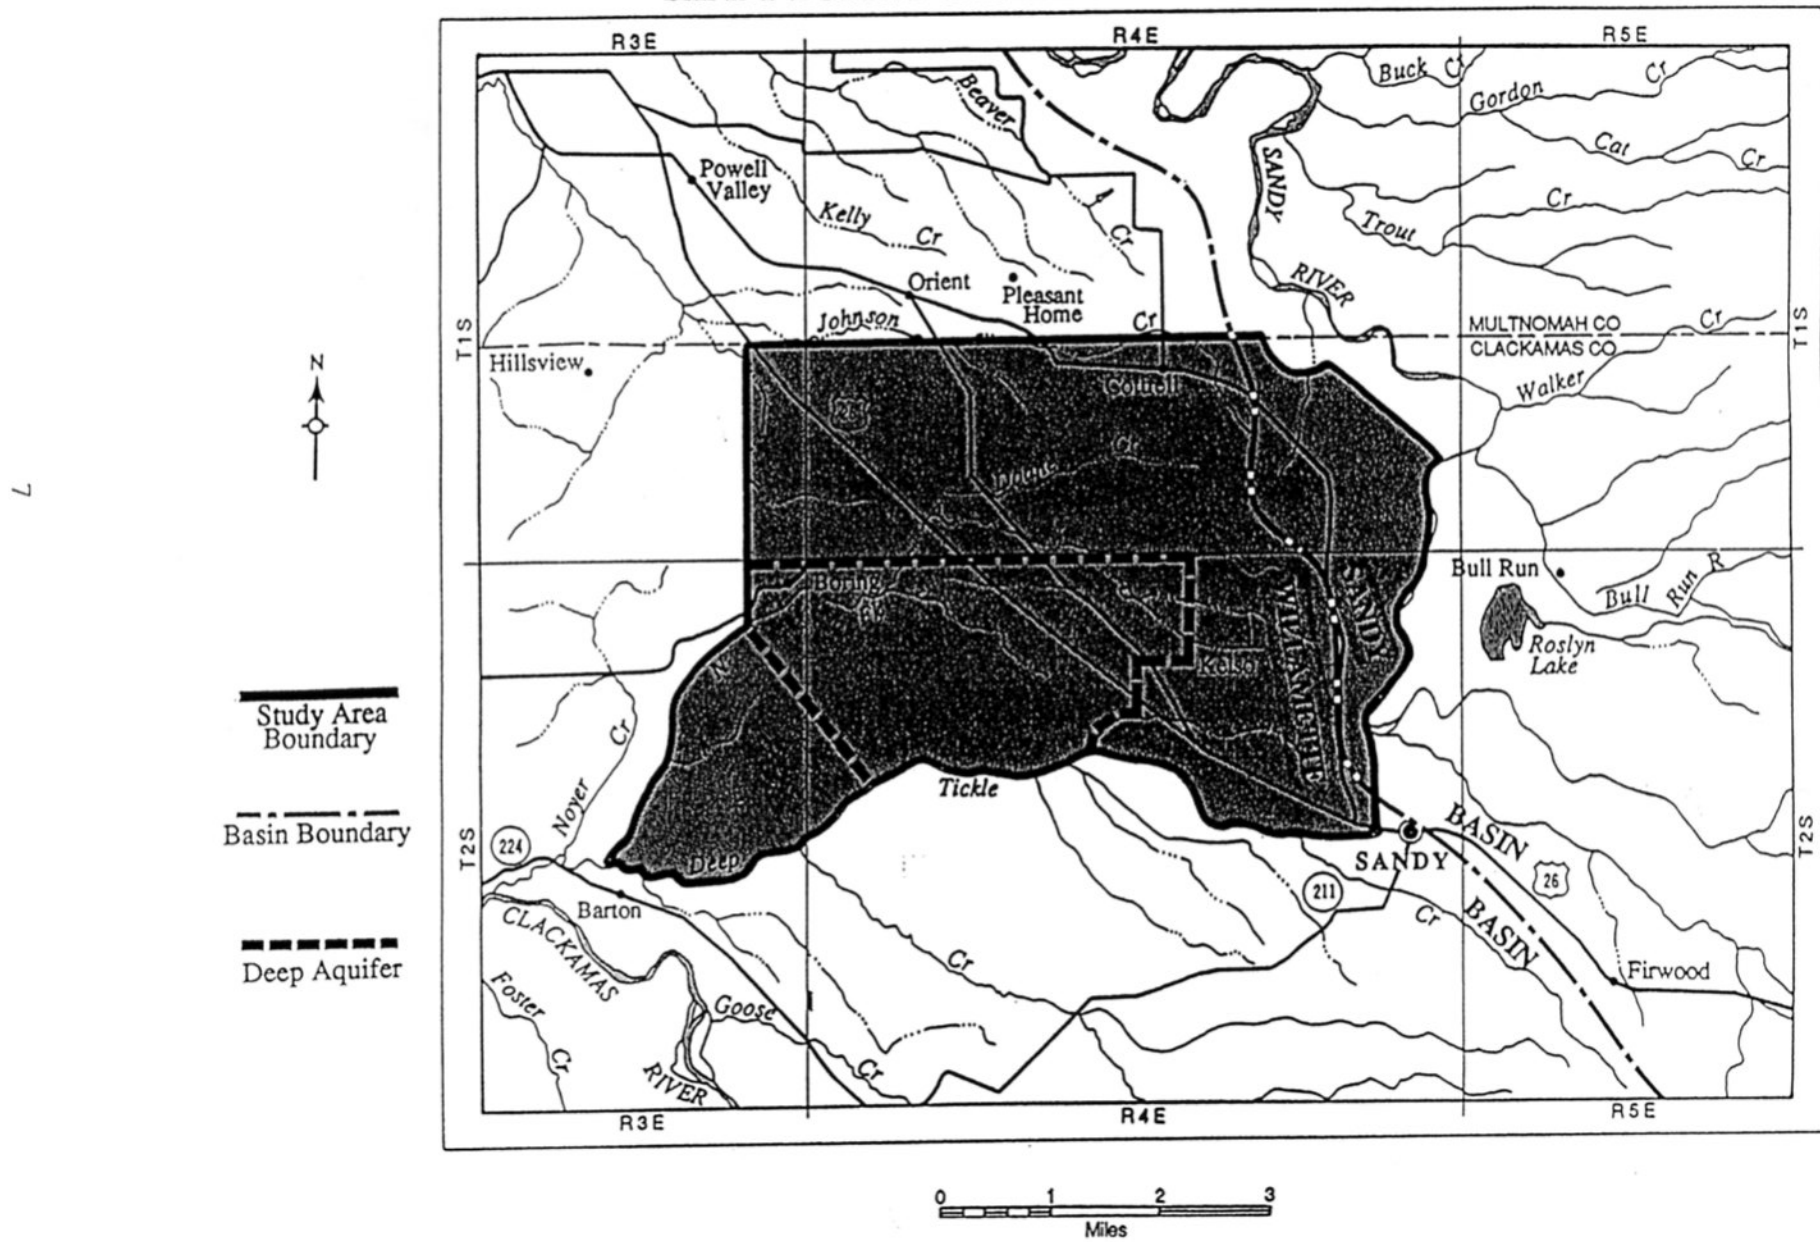 R3E
R4E
R5E
Buck Cr
Gordon
Cr
Beaver
Cat
Cr
SANDY
Powell
Valley
Kelly
Cr
Cr
Trout
Cr
Orient
Pleasant
Home
RIVER
Johnson
Cr
MULTNOMAH CO
CLACKAMAS CO
Cr
T1S
T1S
Hillsview
N
Walker
26
Cottrell
Cr
7
Boring
Bull Run
Bull
Run
R
Roslyn
Lake
Kelso
WILLAMETTE
SANDY
N
Study Area
Boundary
Cr
Noyer
Tickle
Basin Boundary
T2S
T2S
224
Deep
BASIN
SANDY
26
211
Cr
BASIN
Barton
CLACKAMAS
Deep Aquifer
Cr
Firwood
Foster
Cr
Goose
Cr
RIVER
R3E
R4E
R5E
0
1
2
3
Miles